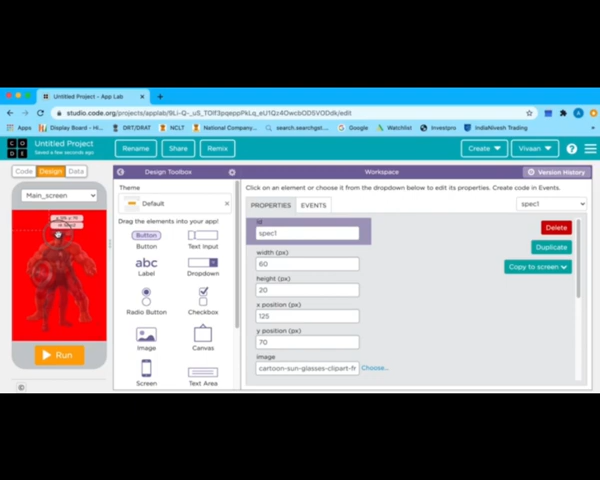 Untitled Project - App Lab
studio.code.org/projects/applab/
Apps
Display Board - Hi...
DRT/DRAT
NCLT
National Company...
search.searchgst...
Google
Watchlist
Investpro
IndiaNivesh Trading
CODE
Untitled Project
Saved a few seconds ago
Rename
Share
Remix
Create
Vivaan
?
Code
Design
Data
Design Toolbox
Workspace
Version History
Main_screen
Theme
Default
Drag the elements into your app!
Button
Button
Text Input
abc
Label
Dropdown
Radio Button
Checkbox
Image
Canvas
Screen
Text Area
Run
Click on an element or choose it from the dropdown below to edit its properties. Create code in Events.
PROPERTIES
EVENTS
spec1
id
spec1
Delete
width (px)
60
Duplicate
height (px)
20
Copy to screen
x position (px)
125
y position (px)
70
image
cartoon-sun-glasses-clipart-fr
Choose...